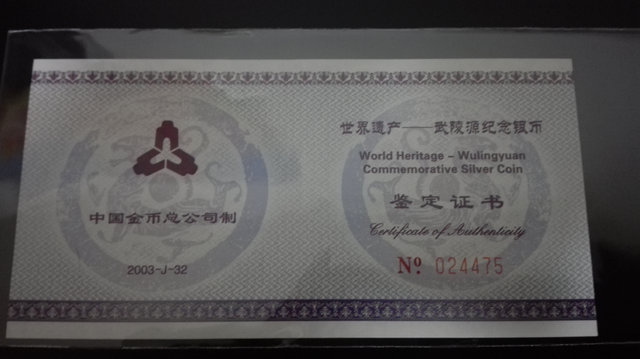 中国金币总公司制
2003-J-32
世界遗产——武陵源纪念银币
World Heritage - Wulingyuan
Commemorative Silver Coin
鉴定证书
Certificate of Authenticity
Nº 024475